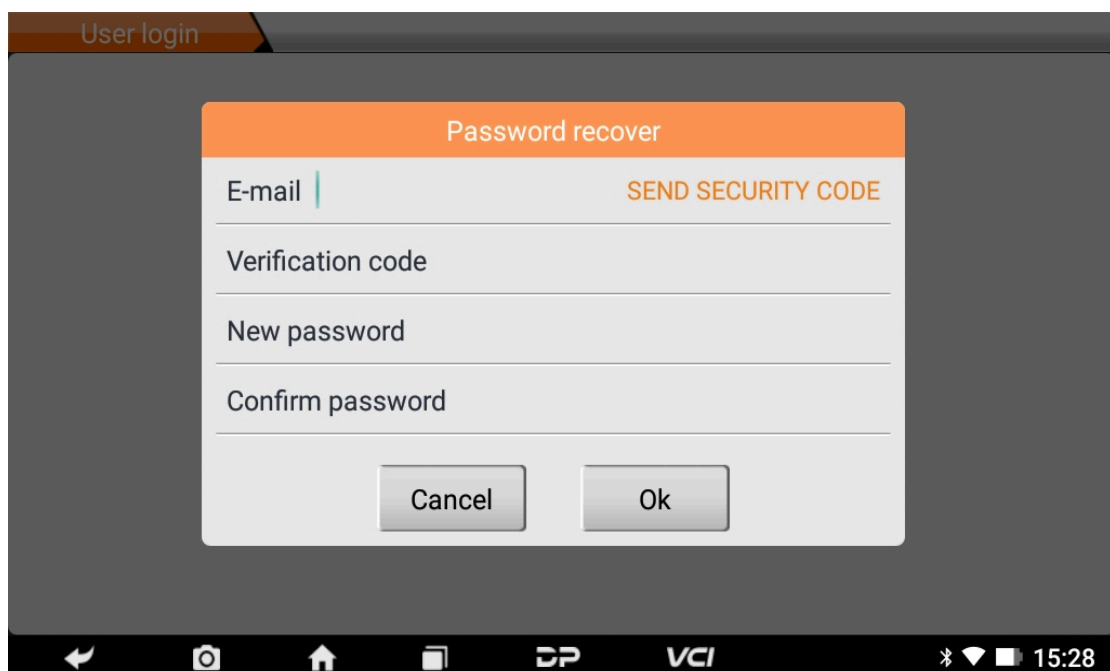 User login
Password recover
E-mail SEND SECURITY CODE
Verification code
New password
Confirm password
Cancel Ok
DP VCI 15:28